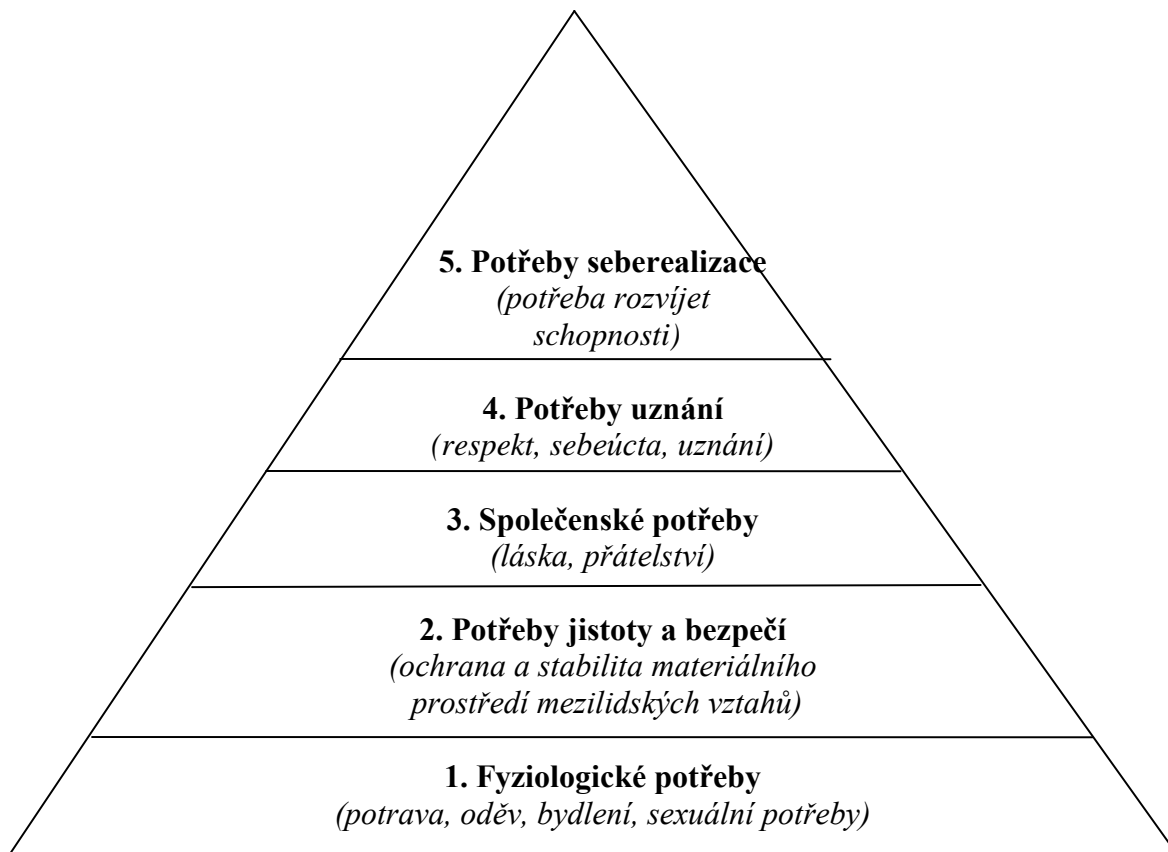 5. Potřeby seberealizace
(potřeba rozvíjet
schopnosti)
4. Potřeby uznání
(respekt, sebeúcta, uznání)
3. Společenské potřeby
(láska, přátelství)
2. Potřeby jistoty a bezpečí
(ochrana a stabilita materiálního
prostředí mezilidských vztahů)
1. Fyziologické potřeby
(potrava, oděv, bydlení, sexuální potřeby)